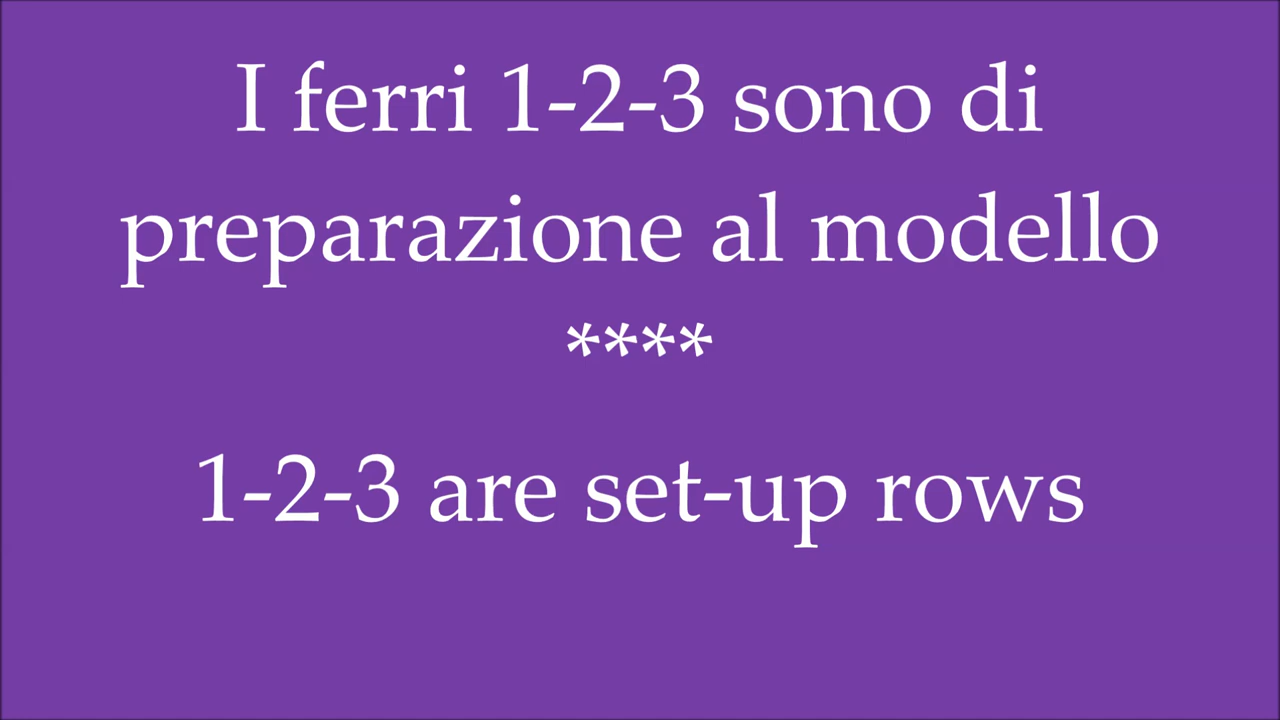 I ferri 1-2-3 sono di
preparazione al modello
****
1-2-3 are set-up rows